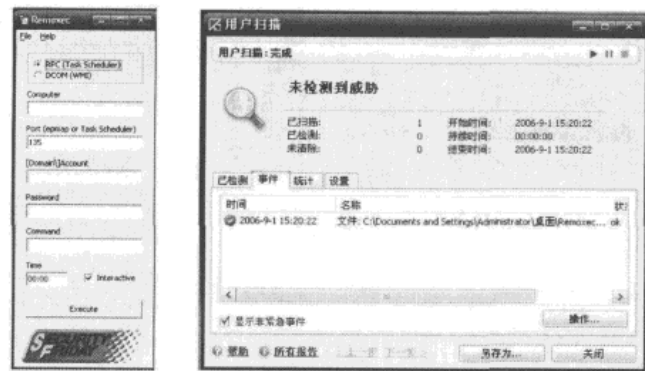 Remoxec
File Help
RPC (Task Scheduler)
DCOM (WMI)
Computer
Port (epmap or Task Scheduler)
135
[Domain\]Account
Password
Command
Time
00:00
Interactive
Execute
SECURITY
FRIDAY
用户扫描
用户扫描: 完成
未检测到威胁
已扫描: 1 开始时间: 2006-9-1 15:20:22
已检测: 0 持续时间: 00:00:00
未清除: 0 结束时间: 2006-9-1 15:20:22
已检测 事件 统计 设置
时间 名称 状
2006-9-1 15:20:22 文件: C:\Documents and Settings\Administrator\桌面\Remoxec... ok
显示非紧急事件
操作...
帮助 所有报告 上一步 下一步 另存为... 关闭